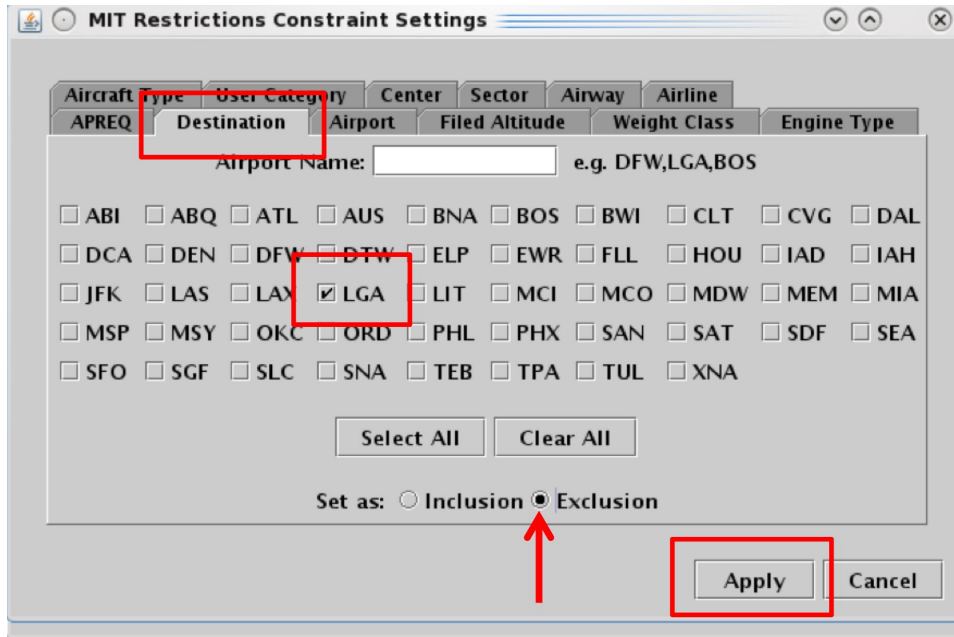 MIT Restrictions Constraint Settings
Aircraft Type User Category Center Sector Airway Airline
APREQ Destination Airport Filed Altitude Weight Class Engine Type
Airport Name: e.g. DFW,LGA,BOS
ABI ABQ ATL AUS BNA BOS BWI CLT CVG DAL
DCA DEN DFW DTW ELP EWR FLL HOU IAD IAH
JFK LAS LAX LGA LIT MCI MCO MDW MEM MIA
MSP MSY OKC ORD PHL PHX SAN SAT SDF SEA
SFO SGF SLC SNA TEB TPA TUL XNA
Select All Clear All
Set as: Inclusion Exclusion
Apply Cancel